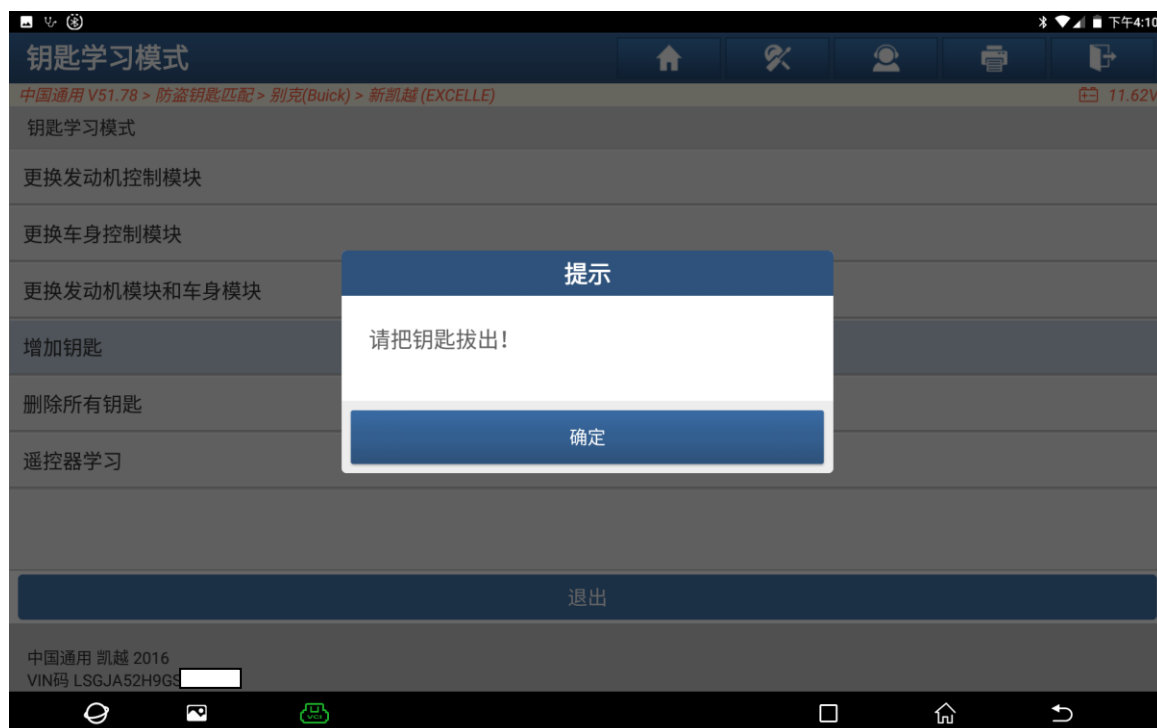 下午4:10
钥匙学习模式
中国通用 V51.78 > 防盗钥匙匹配 > 别克(Buick) > 新凯越 (EXCELLE)
11.62V
钥匙学习模式
更换发动机控制模块
更换车身控制模块
更换发动机模块和车身模块
增加钥匙
删除所有钥匙
遥控器学习
提示
请把钥匙拔出!
确定
退出
中国通用 凯越 2016
VIN码 LSGJA52H9GS
VCI